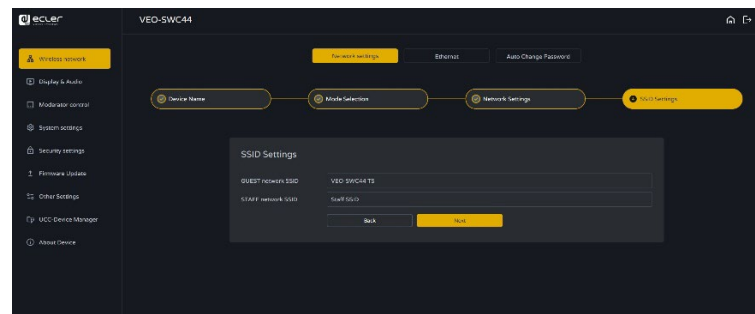 ecler
VEO-SWC44
Wireless network
Display & Audio
Moderator control
System settings
Security settings
Firmware Update
Other Settings
UCC-Device Manager
About Device
Network settings
Ethernet
Auto Change Password
Device Name
Mode Selection
Network Settings
SSID Settings
SSID Settings
GUEST network SSID
VEO-SWC44 TS
STAFF network SSID
Staff SSID
Back
Next